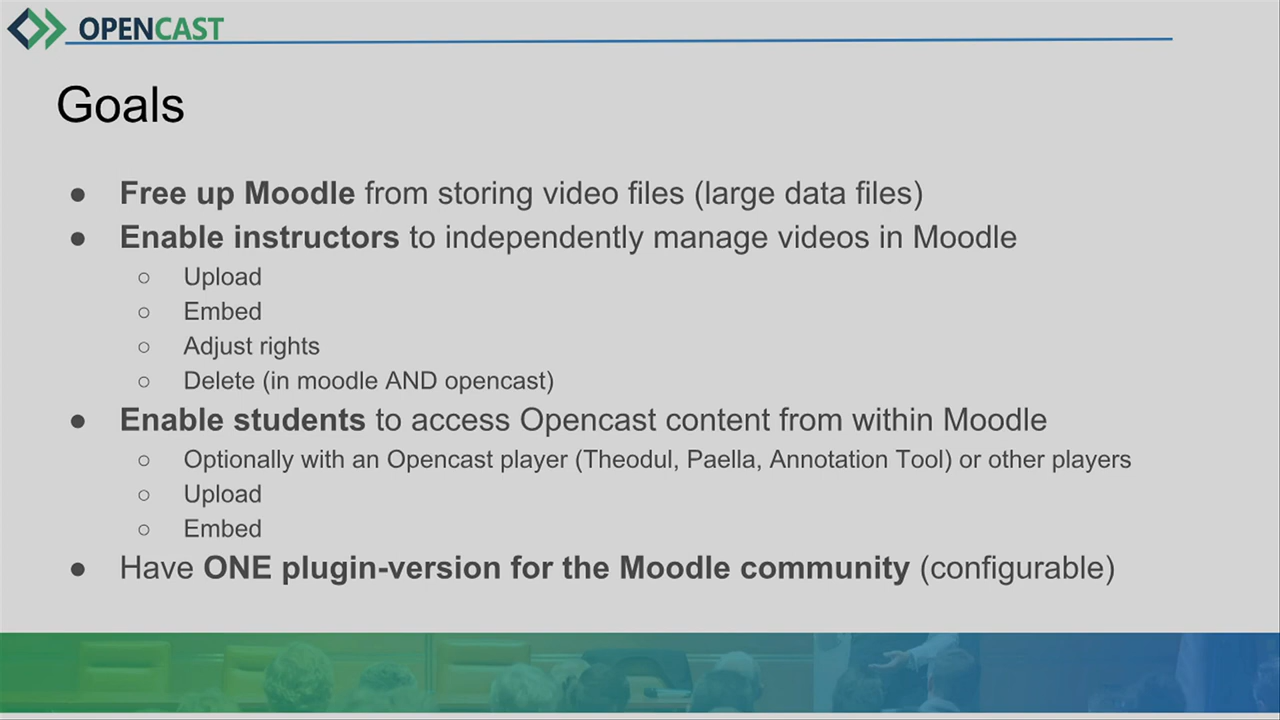 OPENCAST
Goals
● Free up Moodle from storing video files (large data files)
● Enable instructors to independently manage videos in Moodle
○ Upload
○ Embed
○ Adjust rights
○ Delete (in moodle AND opencast)
● Enable students to access Opencast content from within Moodle
○ Optionally with an Opencast player (Theodul, Paella, Annotation Tool) or other players
○ Upload
○ Embed
● Have ONE plugin-version for the Moodle community (configurable)